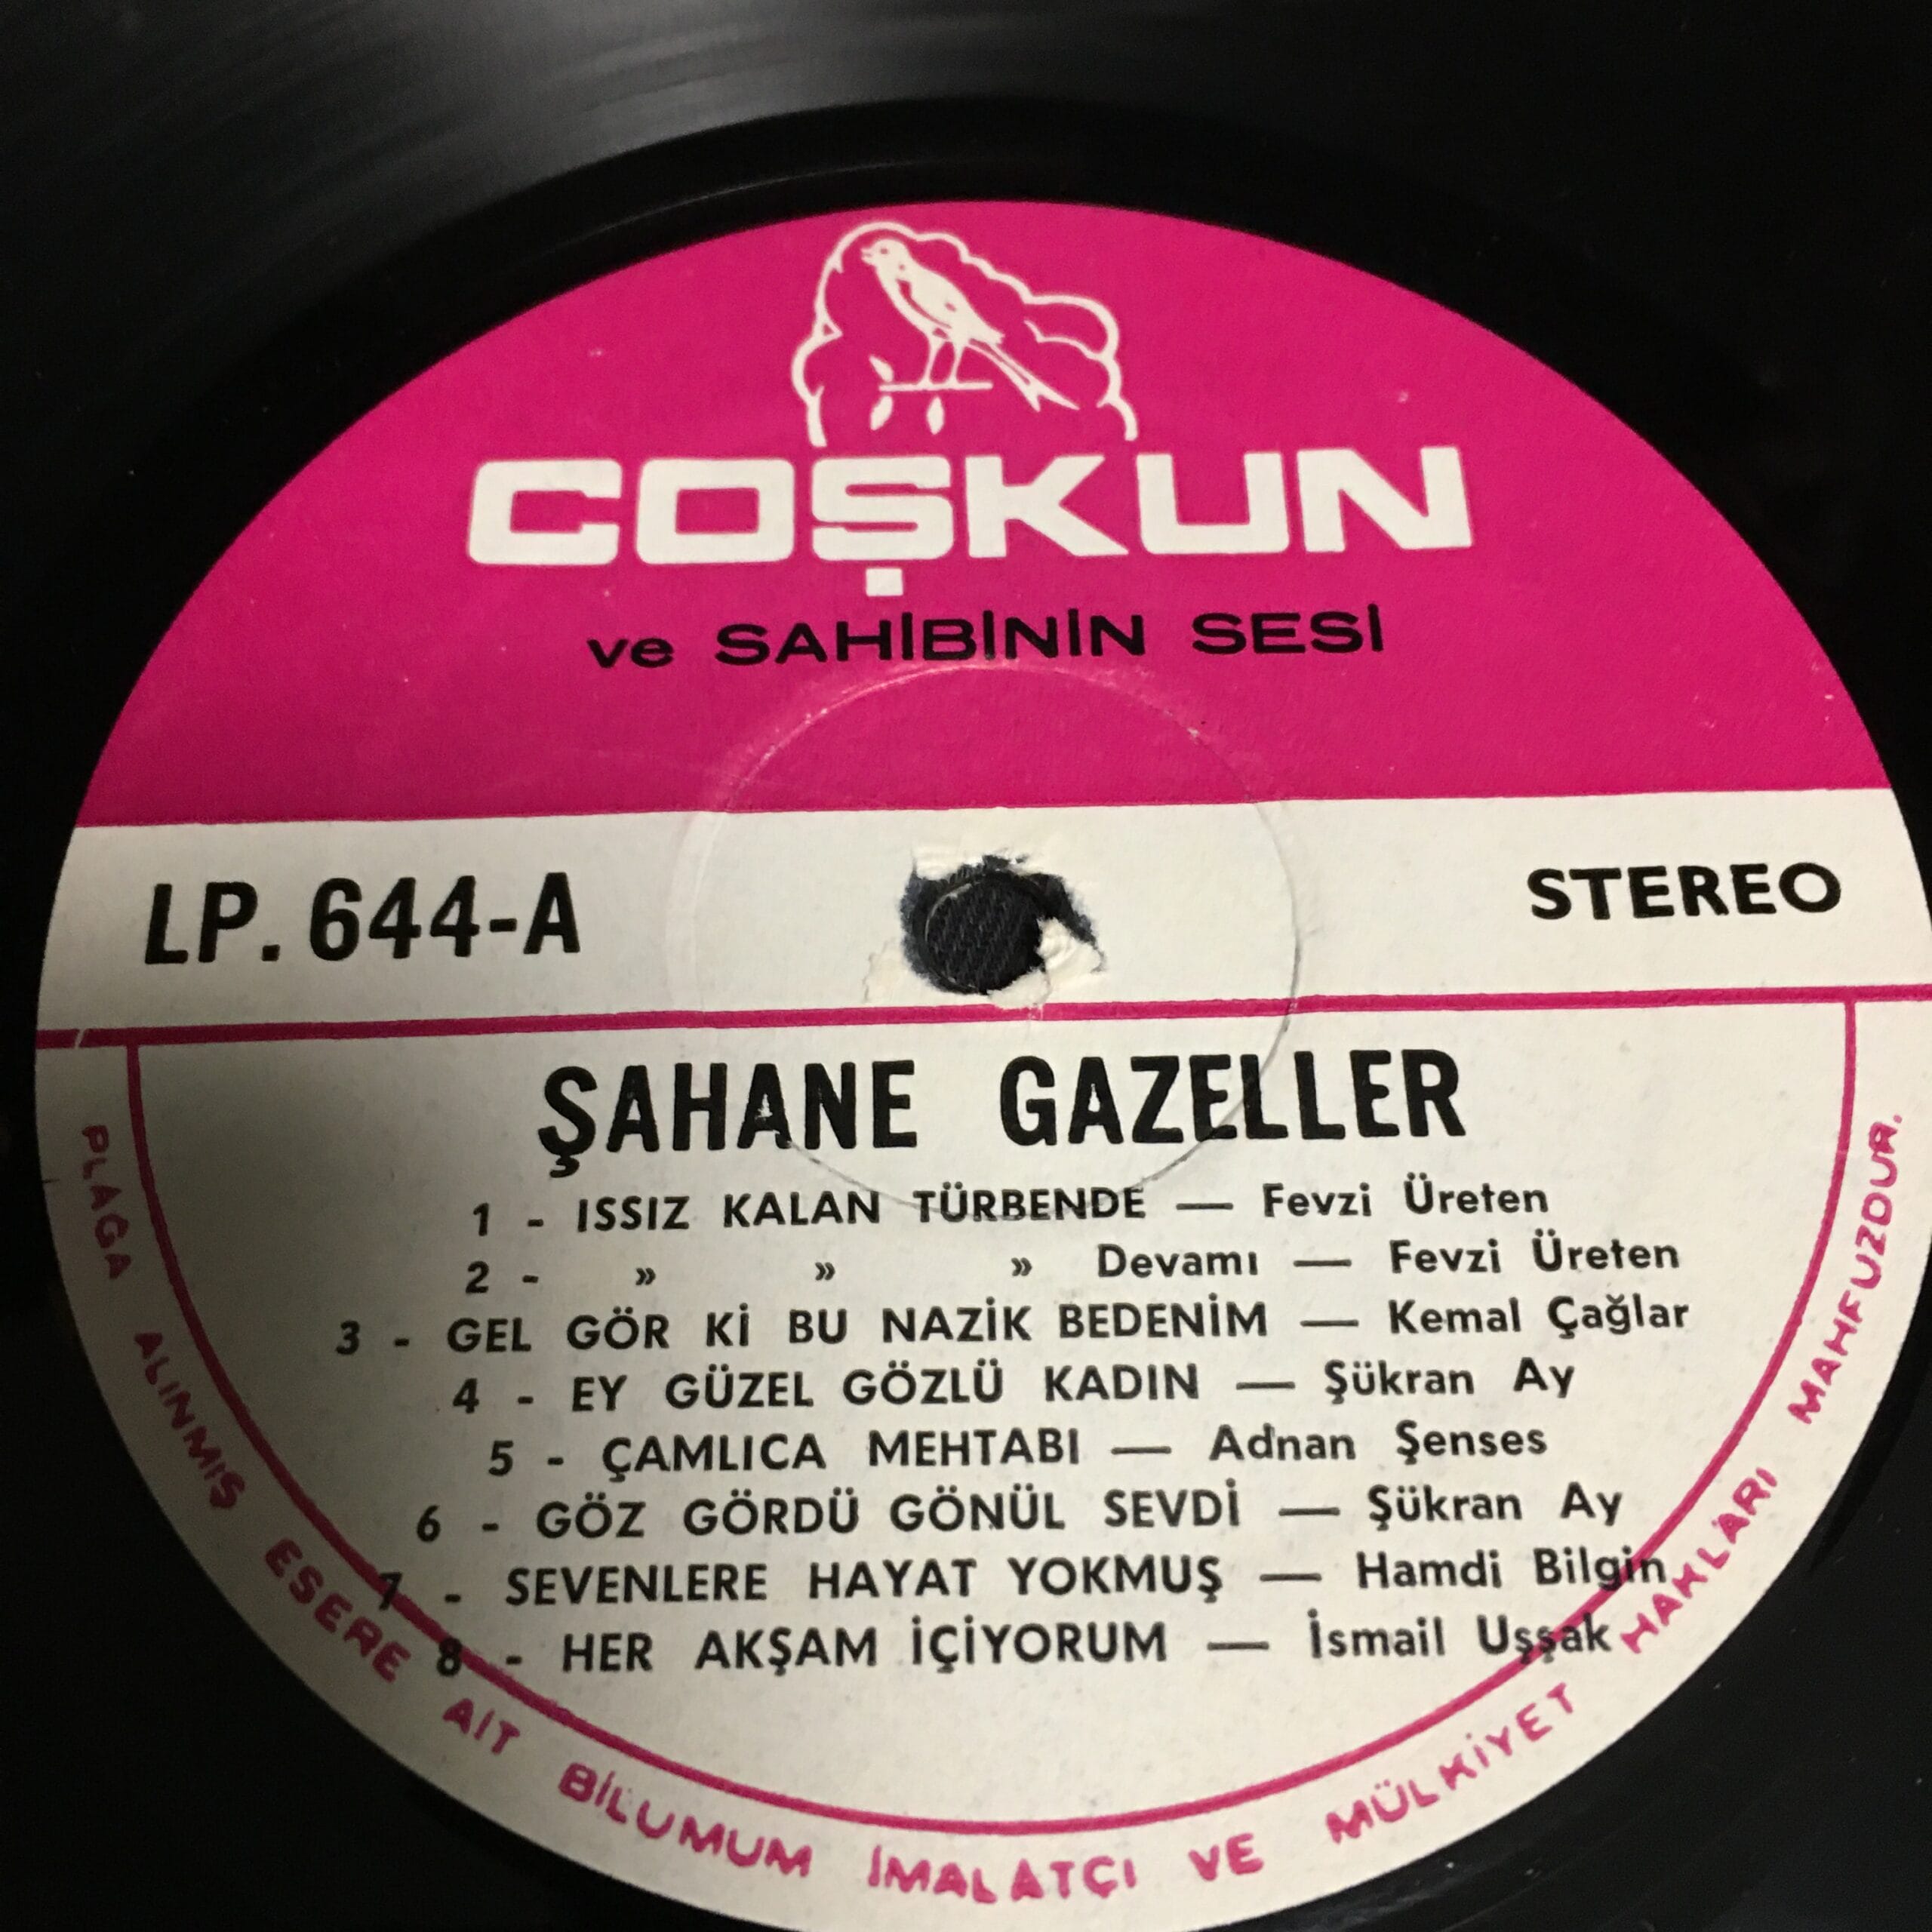 COŞKUN
ve SAHİBİNİN SESİ
LP. 644-A
STEREO
ŞAHANE GAZELLER
1 - ISSIZ KALAN TÜRBENDE — Fevzi Üreten
2 - » » » Devamı — Fevzi Üreten
3 - GEL GÖR Kİ BU NAZİK BEDENİM — Kemal Çağlar
4 - EY GÜZEL GÖZLÜ KADIN — Şükran Ay
5 - ÇAMLICA MEHTABI — Adnan Şenses
6 - GÖZ GÖRDÜ GÖNÜL SEVDİ — Şükran Ay
7 - SEVENLERE HAYAT YOKMUŞ — Hamdi Bilgin
8 - HER AKŞAM İÇİYORUM — İsmail Uşşak
PLAĞA ALINMIŞ ESERE AİT BİLUMUM İMALATÇI VE MÜLKİYET HAKLARI MAHFUZDUR.